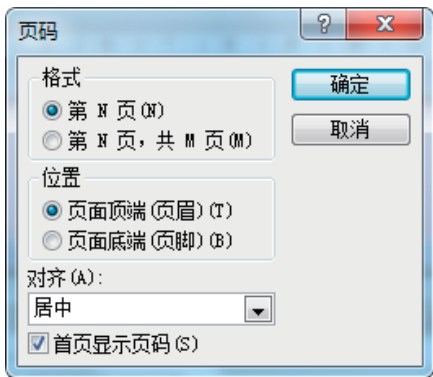 页码
格式
第 N 页(N)
第 N 页，共 M 页(M)
确定
取消
位置
页面顶端(页眉)(T)
页面底端(页脚)(B)
对齐(A):
居中
首页显示页码(S)